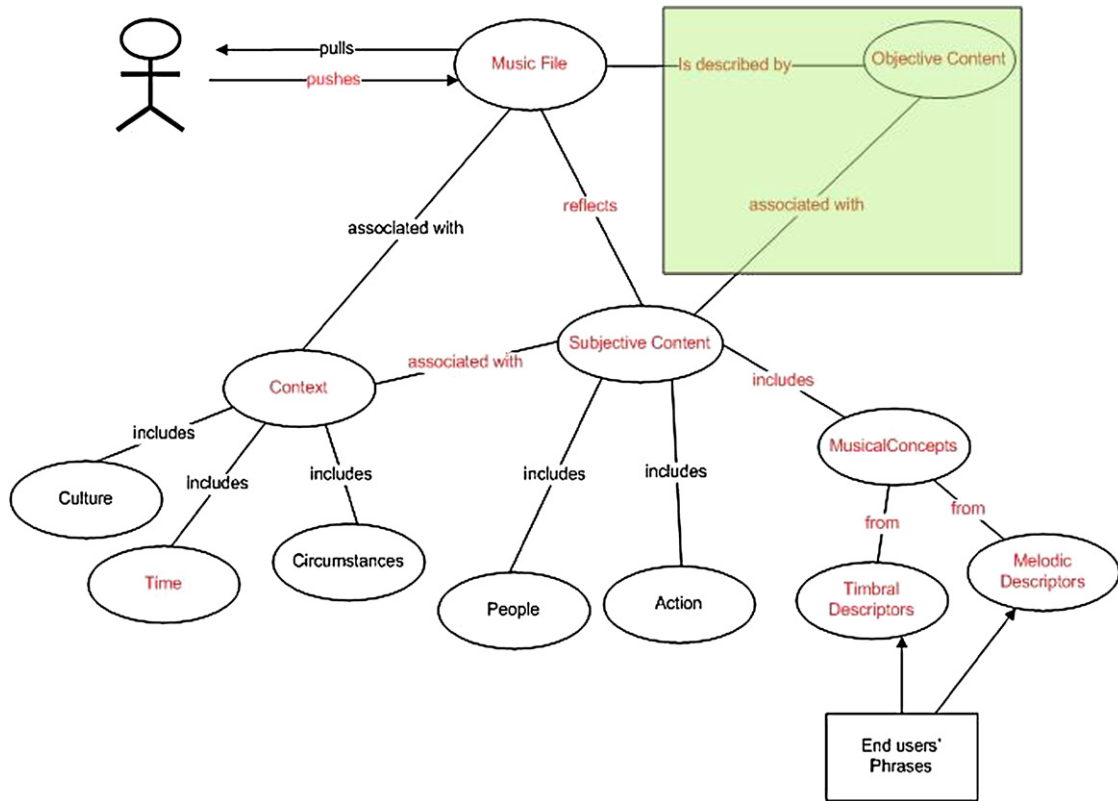 pulls
pushes
Music File
Is described by
Objective Content
associated with
reflects
associated with
Subjective Content
associated with
Context
includes
MusicalConcepts
includes
Includes
includes
includes
includes
Culture
Time
Circumstances
People
Action
from
from
Timbral
Descriptors
Melodic
Descriptors
End users'
Phrases